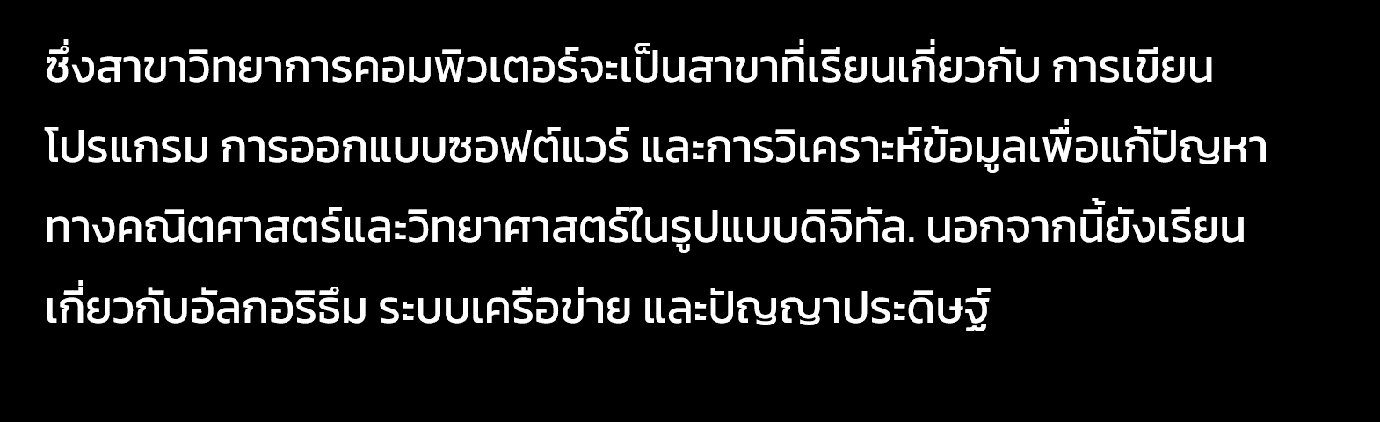 ซึ่งสาขาวิทยาการคอมพิวเตอร์จะเป็นสาขาที่เรียนเกี่ยวกับ การเขียน
โปรแกรม การออกแบบซอฟต์แวร์ และการวิเคราะห์ข้อมูลเพื่อแก้ปัญหา
ทางคณิตศาสตร์และวิทยาศาสตร์ในรูปแบบดิจิทัล. นอกจากนี้ยังเรียน
เกี่ยวกับอัลกอริธึม ระบบเครือข่าย และปัญญาประดิษฐ์